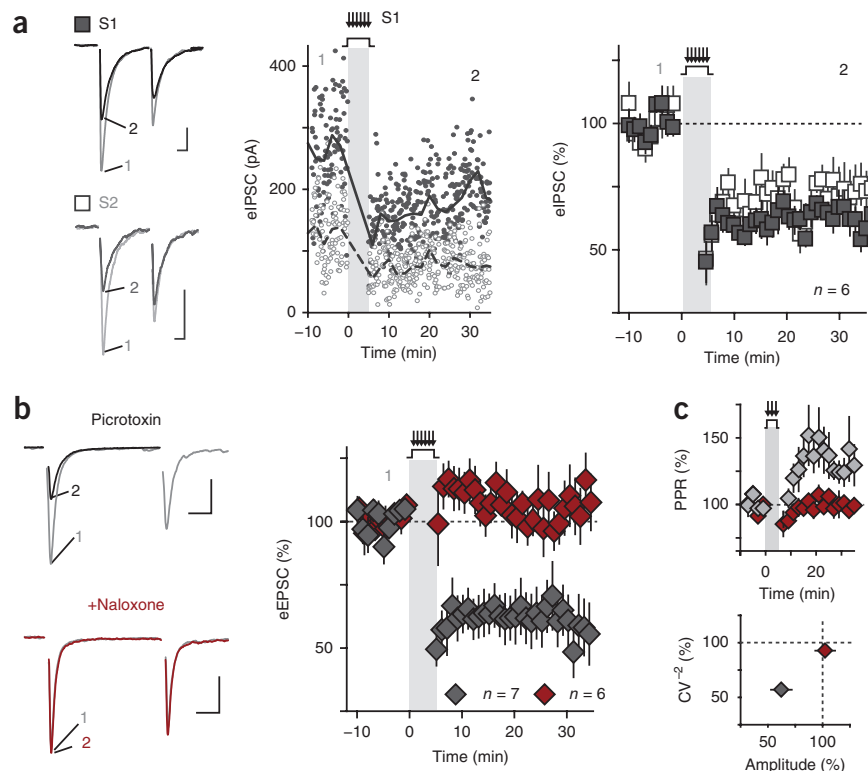 a
S1
2
1
S2
2
1
S1
1
2
eIPSC (pA)
400
200
0
−10 0 10 20 30
Time (min)
1
2
eIPSC (%)
100
50
n = 6
−10 0 10 20 30
Time (min)
b
Picrotoxin
2
1
+Naloxone
1
2
1
eEPSC (%)
100
50
n = 7
n = 6
−10 0 10 20 30
Time (min)
c
PPR (%)
150
100
0 20
Time (min)
CV⁻² (%)
100
50
50 100
Amplitude (%)